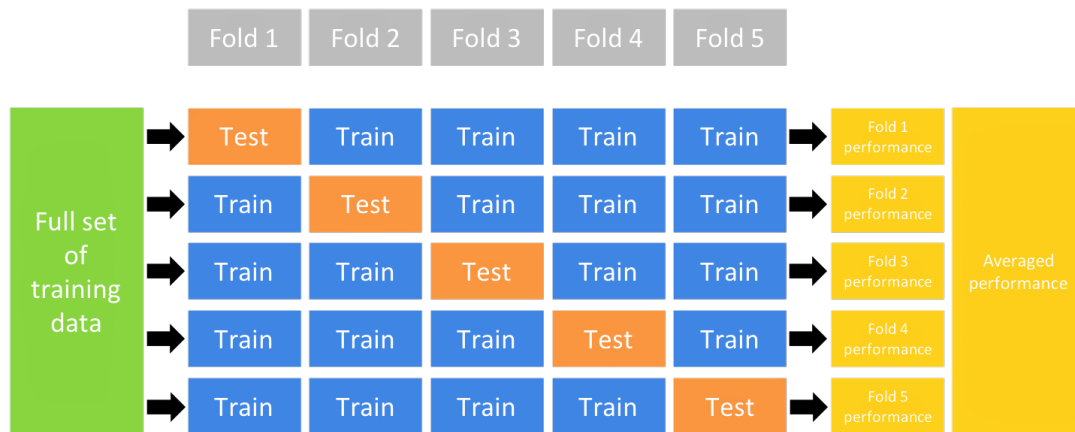 Fold 1 Fold 2 Fold 3 Fold 4 Fold 5
Full set
of
training
data
Test Train Train Train Train
Fold 1
performance
Train Test Train Train Train
Fold 2
performance
Train Train Test Train Train
Fold 3
performance
Train Train Train Test Train
Fold 4
performance
Train Train Train Train Test
Fold 5
performance
Averaged
performance